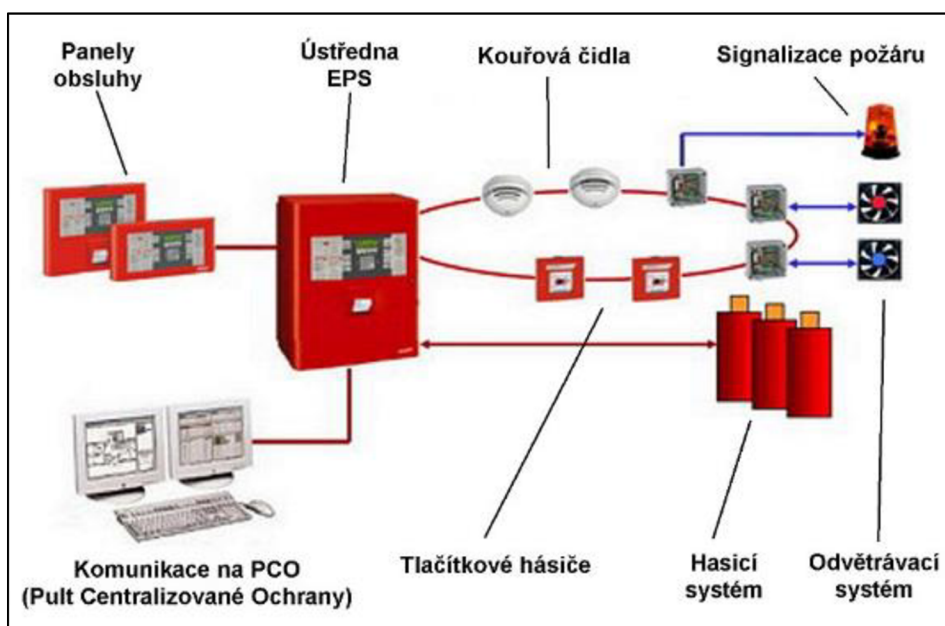 Panely
obsluhy
Ústředna
EPS
Kouřová čidla
Signalizace požáru
Komunikace na PCO
(Pult Centralizované Ochrany)
Tlačítkové hásiče
Hasicí
systém
Odvětrávací
systém